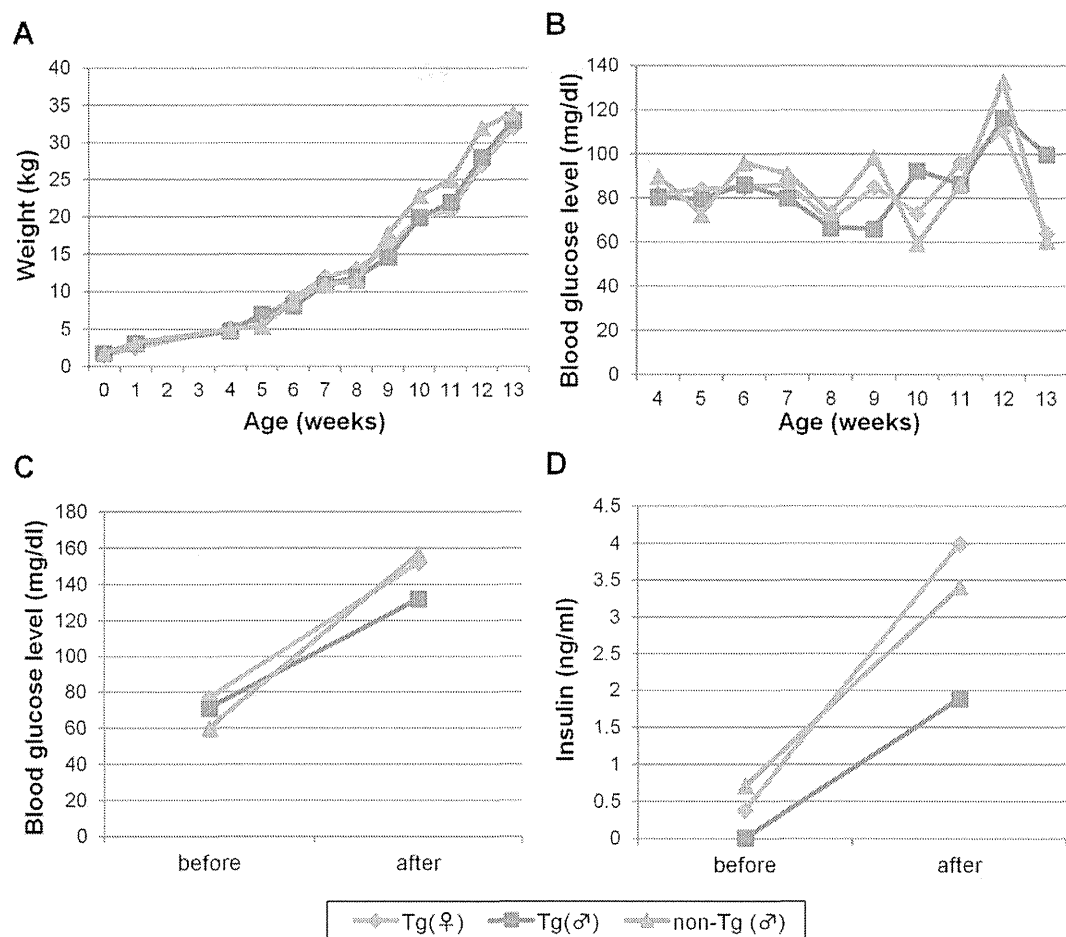 A
Weight (kg)
40
35
30
25
20
15
10
5
0
0 1 2 3 4 5 6 7 8 9 10 11 12 13
Age (weeks)
B
Blood glucose level (mg/dl)
140
120
100
80
60
40
20
0
4 5 6 7 8 9 10 11 12 13
Age (weeks)
C
Blood glucose level (mg/dl)
180
160
140
120
100
80
60
40
20
0
before after
D
Insulin (ng/ml)
4.5
4
3.5
3
2.5
2
1.5
1
0.5
0
before after
Tg(♀) Tg(♂) non-Tg (♂)